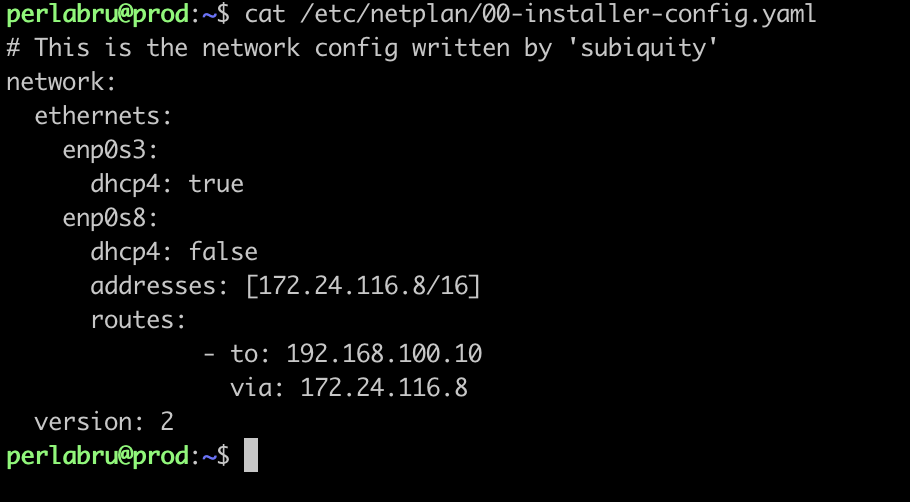 perlabru@prod:~$ cat /etc/netplan/00-installer-config.yaml
# This is the network config written by 'subiquity'
network:
  ethernets:
    enp0s3:
      dhcp4: true
    enp0s8:
      dhcp4: false
      addresses: [172.24.116.8/16]
      routes:
              - to: 192.168.100.10
                via: 172.24.116.8
  version: 2
perlabru@prod:~$